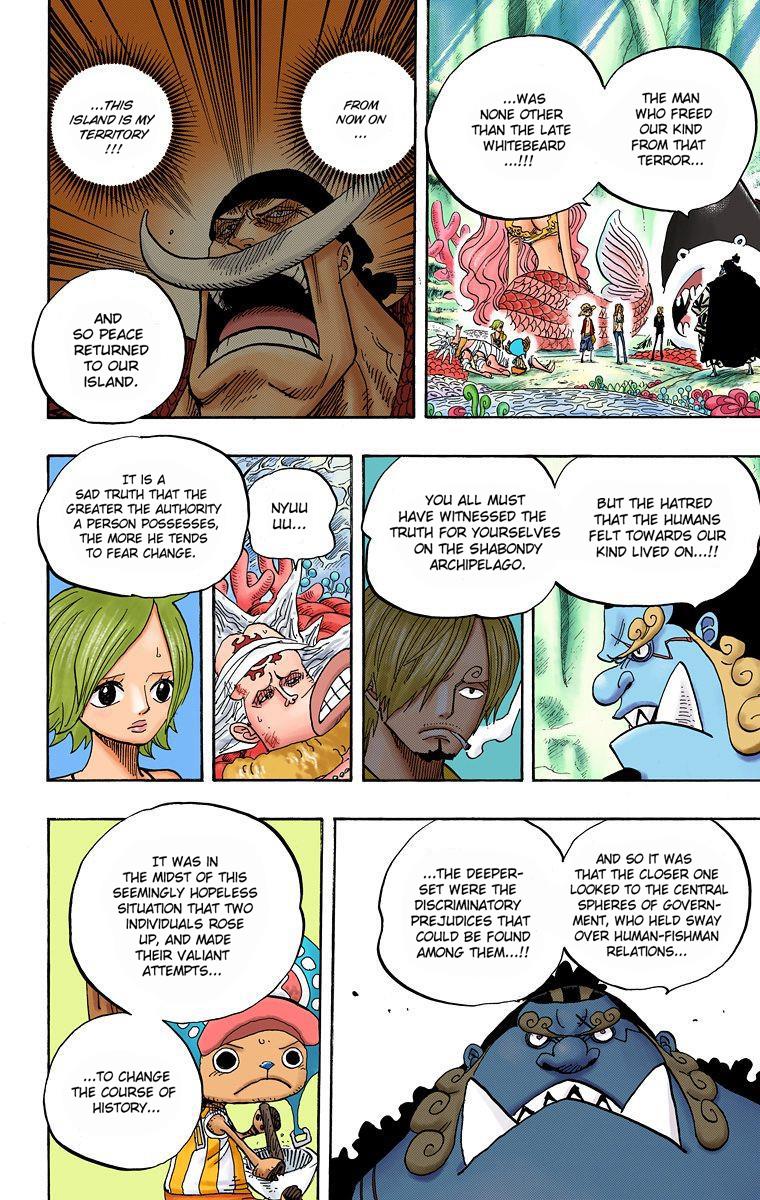 THE MAN
WHO FREED
OUR KIND
FROM THAT
TERROR...
...WAS
NONE OTHER
THAN THE LATE
WHITEBEARD
...!!!
FROM
NOW ON
...
...THIS
ISLAND IS MY
TERRITORY
!!!
AND
SO PEACE
RETURNED
TO OUR
ISLAND.
BUT THE HATRED
THAT THE HUMANS
FELT TOWARDS OUR
KIND LIVED ON...!!
YOU ALL MUST
HAVE WITNESSED THE
TRUTH FOR YOURSELVES
ON THE SHABONDY
ARCHIPELAGO.
NYUU
UU...
IT IS A
SAD TRUTH THAT THE
GREATER THE AUTHORITY
A PERSON POSSESSES,
THE MORE HE TENDS
TO FEAR CHANGE.
AND SO IT WAS
THAT THE CLOSER ONE
LOOKED TO THE CENTRAL
SPHERES OF GOVERN-
MENT, WHO HELD SWAY
OVER HUMAN-FISHMAN
RELATIONS...
...THE DEEPER-
SET WERE THE
DISCRIMINATORY
PREJUDICES THAT
COULD BE FOUND
AMONG THEM...!!
IT WAS IN
THE MIDST OF THIS
SEEMINGLY HOPELESS
SITUATION THAT TWO
INDIVIDUALS ROSE
UP, AND MADE
THEIR VALIANT
ATTEMPTS...
...TO CHANGE
THE COURSE OF
HISTORY...